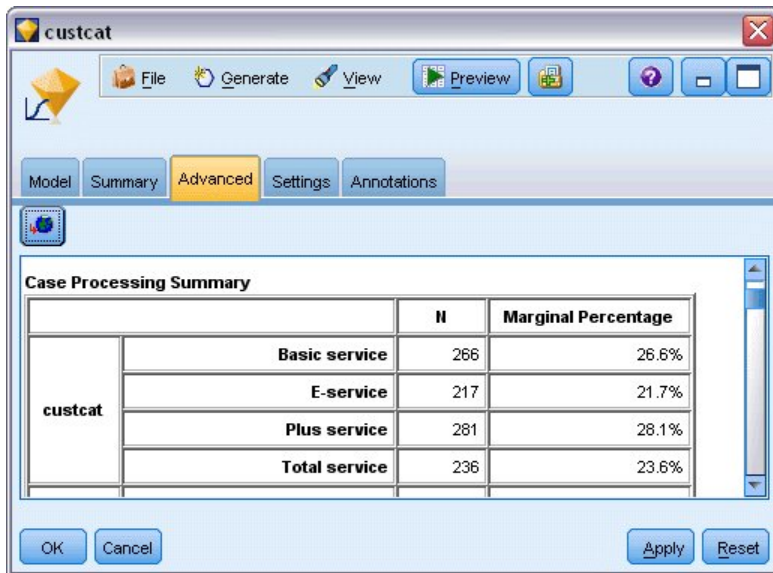 custcat
File Generate View Preview
Model Summary Advanced Settings Annotations
Case Processing Summary
N Marginal Percentage
custcat
Basic service 266 26.6%
E-service 217 21.7%
Plus service 281 28.1%
Total service 236 23.6%
OK Cancel Apply Reset